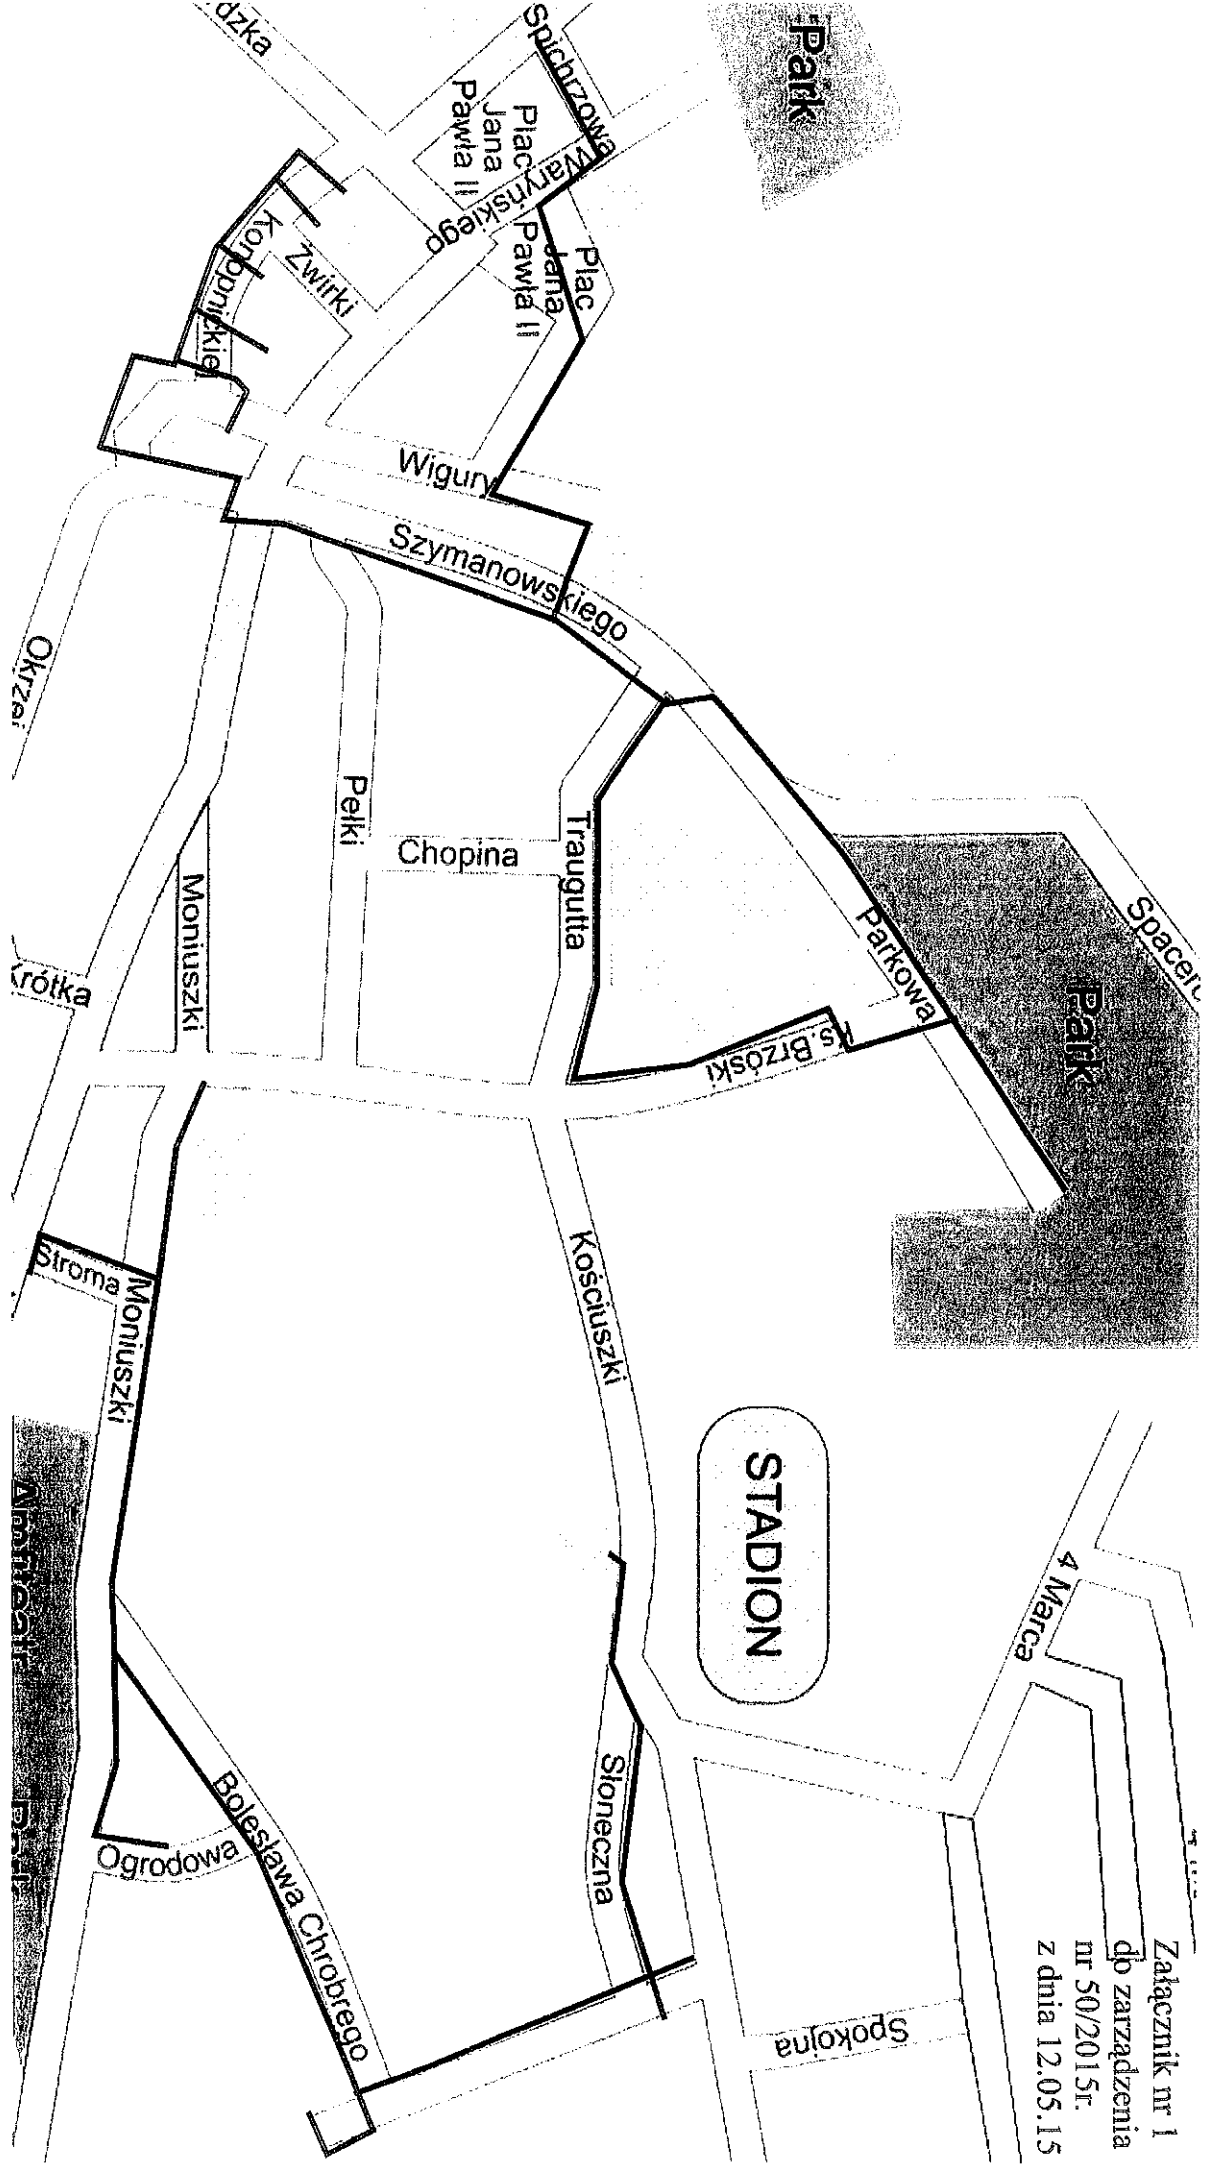 Załącznik nr 1
do zarządzenia
nr 50/2015r.
z dnia 12.05.15
Park
Spichrzowa
Plac
Jana
Pawła II
Waryńskiego
Plac
Jana
Pawła II
Konopnickiej
Żwirki
Wigury
Szymanowskiego
Okrzei
Pełki
Chopina
Traugutta
Moniuszki
Krótka
Parkowa
Ks. Brzóski
Park
Kościuszki
Stroma
Moniuszki
STADION
4 Marca
Słoneczna
Ogrodowa
Bolesława Chrobrego
Spokojna
Amfiteatr